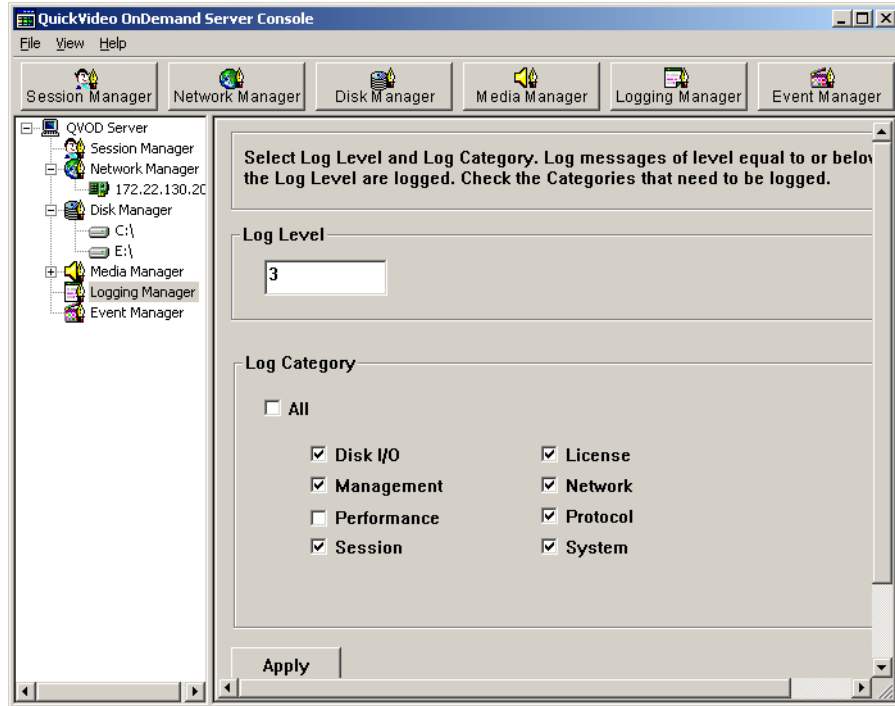 QuickVideo OnDemand Server Console
File View Help
Session Manager Network Manager Disk Manager Media Manager Logging Manager Event Manager
QVOD Server
Session Manager
Network Manager
172.22.130.20
Disk Manager
C:\
E:\
Media Manager
Logging Manager
Event Manager
Select Log Level and Log Category. Log messages of level equal to or below
the Log Level are logged. Check the Categories that need to be logged.
Log Level
3
Log Category
All
Disk I/O License
Management Network
Performance Protocol
Session System
Apply